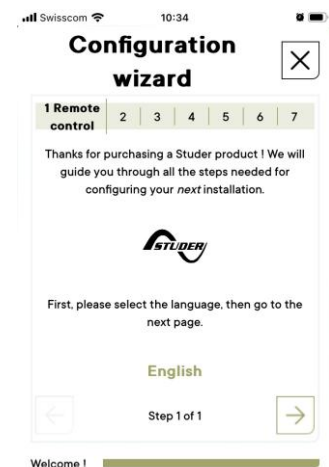 Swisscom 10:34
Configuration
wizard
1 Remote
control 2 3 4 5 6 7
Thanks for purchasing a Studer product ! We will
guide you through all the steps needed for
configuring your next installation.
STUDER
First, please select the language, then go to the
next page.
English
Step 1 of 1
Welcome !